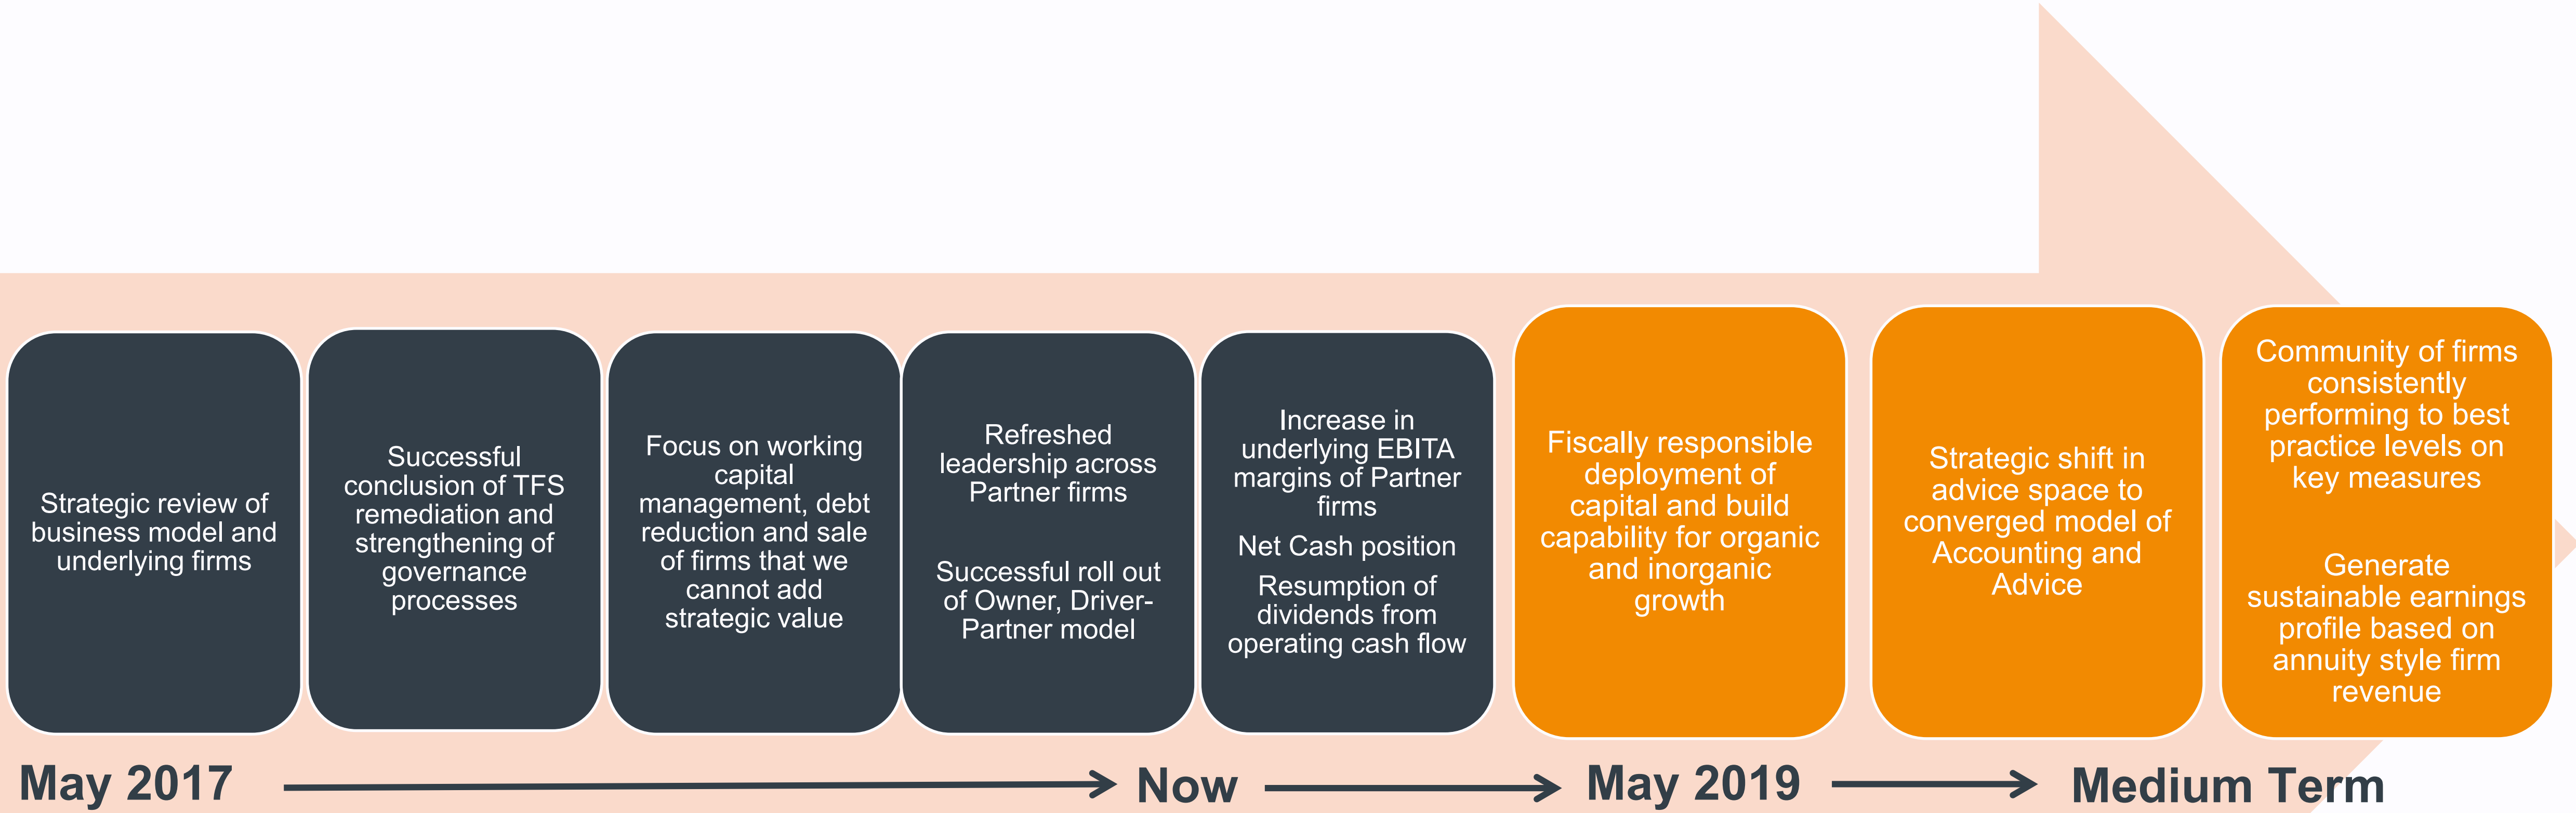 Strategic review of
business model and
underlying firms
Successful
conclusion of TFS
remediation and
strengthening of
governance
processes
Focus on working
capital
management, debt
reduction and sale
of firms that we
cannot add
strategic value
Refreshed
leadership across
Partner firms
Successful roll out
of Owner, Driver-
Partner model
Increase in
underlying EBITA
margins of Partner
firms
Net Cash position
Resumption of
dividends from
operating cash flow
Fiscally responsible
deployment of
capital and build
capability for organic
and inorganic
growth
Strategic shift in
advice space to
converged model of
Accounting and
Advice
Community of firms
consistently
performing to best
practice levels on
key measures
Generate
sustainable earnings
profile based on
annuity style firm
revenue
May 2017
Now
May 2019
Medium Term